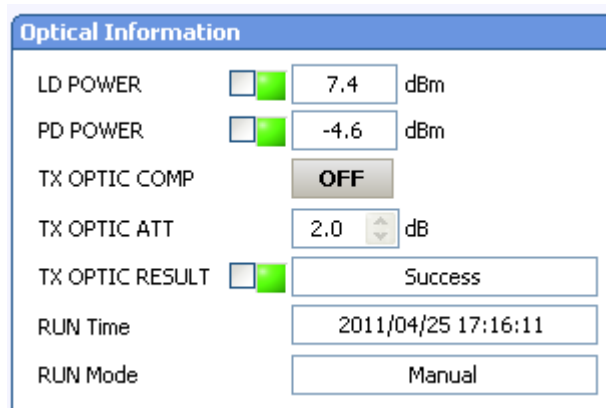 Optical Information
LD POWER 7.4 dBm
PD POWER -4.6 dBm
TX OPTIC COMP OFF
TX OPTIC ATT 2.0 dB
TX OPTIC RESULT Success
RUN Time 2011/04/25 17:16:11
RUN Mode Manual